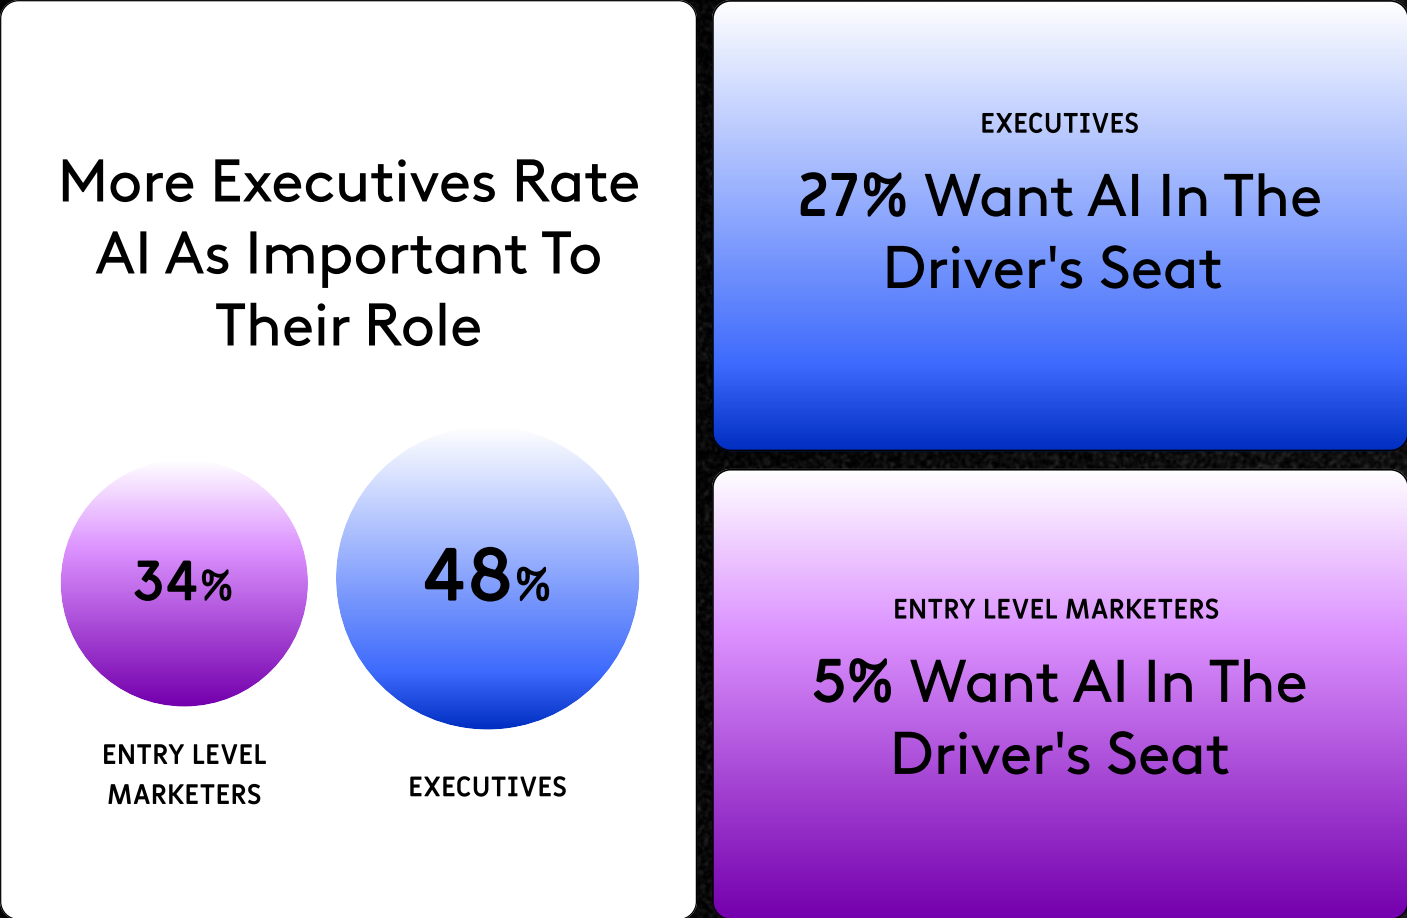 More Executives Rate
AI As Important To
Their Role
34%
ENTRY LEVEL
MARKETERS
48%
EXECUTIVES
EXECUTIVES
27% Want AI In The
Driver's Seat
ENTRY LEVEL MARKETERS
5% Want AI In The
Driver's Seat